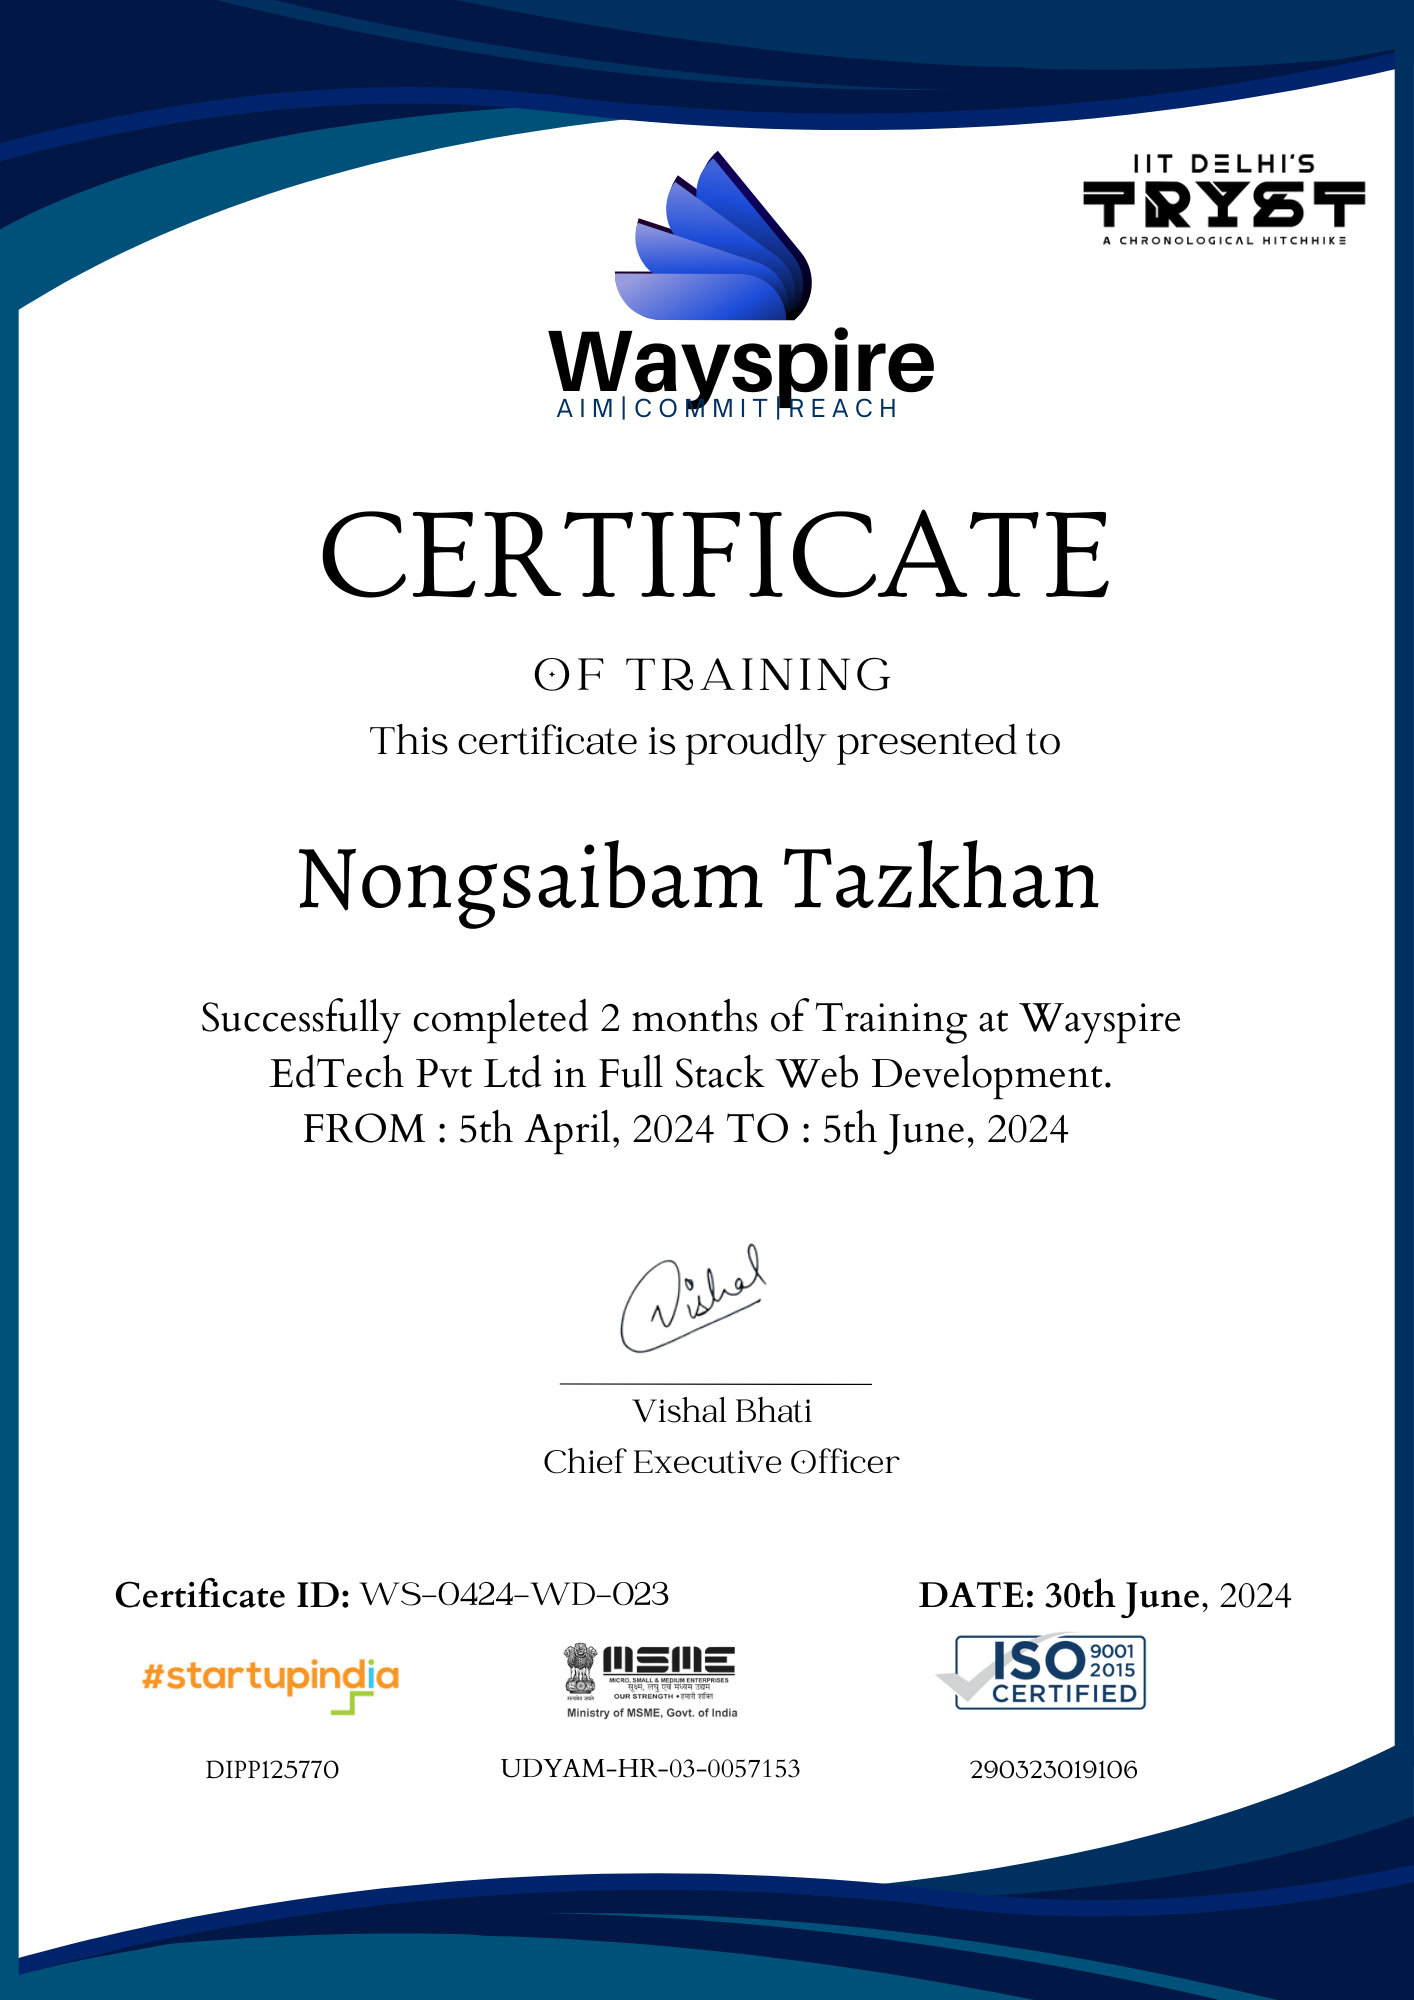 IIT DELHI'S
TRYST
A CHRONOLOGICAL HITCHHIKE
Wayspire
AIM|COMMIT|REACH
CERTIFICATE
OF TRAINING
This certificate is proudly presented to
Nongsaibam Tazkhan
Successfully completed 2 months of Training at Wayspire
EdTech Pvt Ltd in Full Stack Web Development.
FROM : 5th April, 2024 TO : 5th June, 2024
Vishal
Vishal Bhati
Chief Executive Officer
Certificate ID: WS-0424-WD-023
DATE: 30th June, 2024
#startupindia
सत्यमेव जयते
MSME
MICRO, SMALL & MEDIUM ENTERPRISES
सूक्ष्म, लघु एवं मध्यम उद्यम
OUR STRENGTH • हमारी शक्ति
Ministry of MSME, Govt. of India
ISO 9001
2015
CERTIFIED
DIPP125770
UDYAM-HR-03-0057153
290323019106